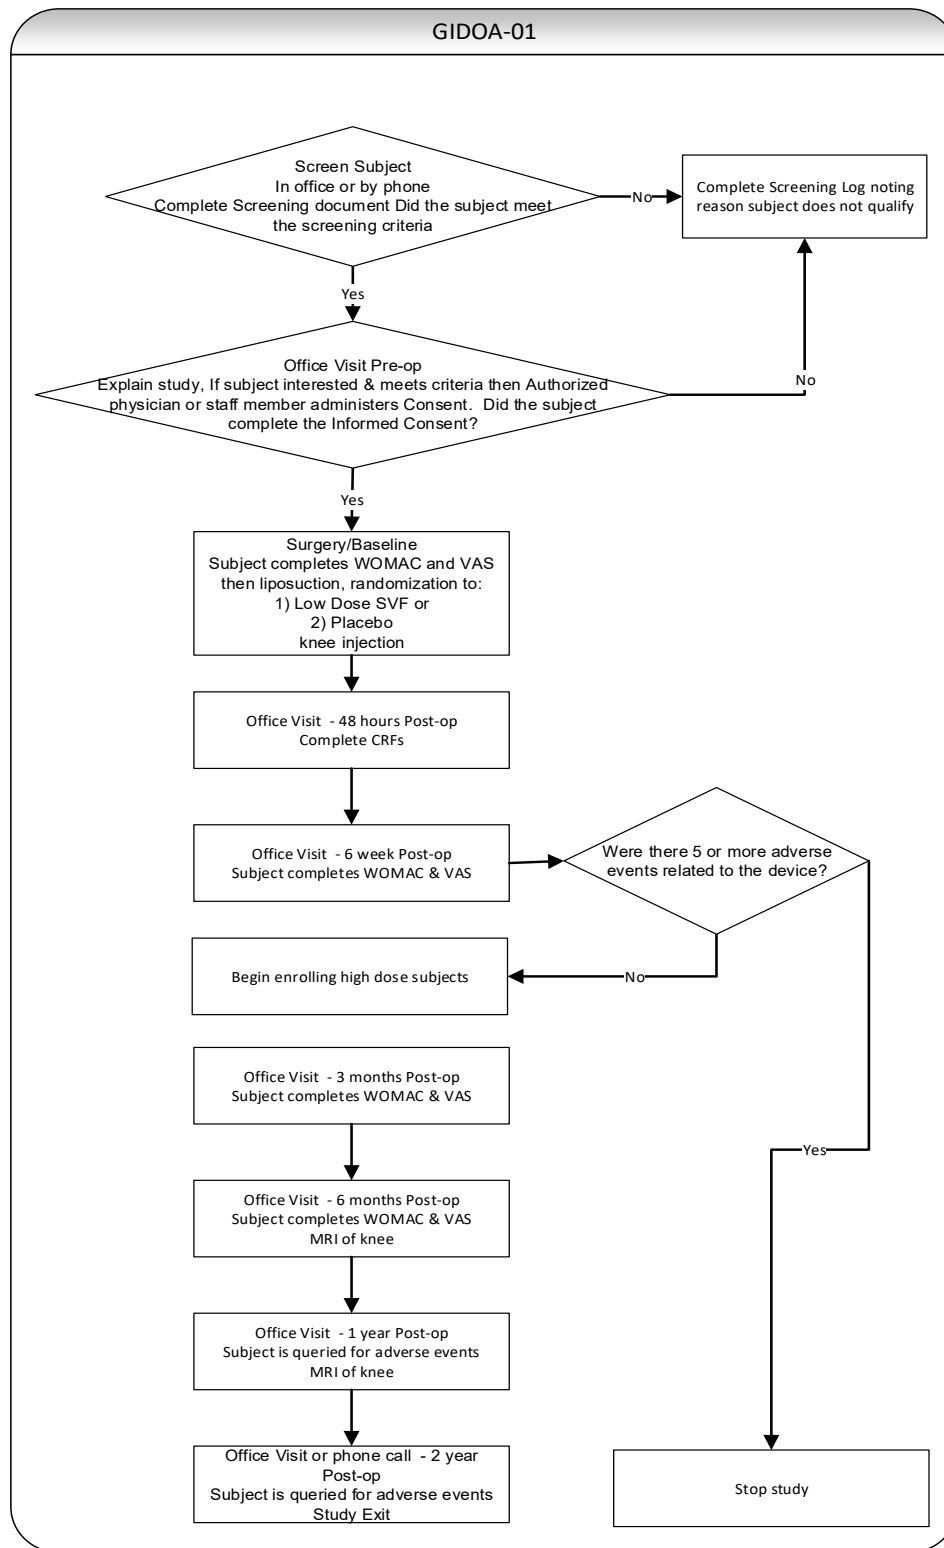 GIDOA-01
Screen Subject
In office or by phone
Complete Screening document Did the subject meet
the screening criteria
No
Complete Screening Log noting
reason subject does not qualify
Yes
Office Visit Pre-op
Explain study, If subject interested & meets criteria then Authorized
physician or staff member administers Consent.  Did the subject
complete the Informed Consent?
No
Yes
Surgery/Baseline
Subject completes WOMAC and VAS
then liposuction, randomization to:
1) Low Dose SVF or
2) Placebo
knee injection
Office Visit  - 48 hours Post-op
Complete CRFs
Office Visit  - 6 week Post-op
Subject completes WOMAC & VAS
Were there 5 or more adverse
events related to the device?
Begin enrolling high dose subjects
No
Office Visit  - 3 months Post-op
Subject completes WOMAC & VAS
Yes
Office Visit  - 6 months Post-op
Subject completes WOMAC & VAS
MRI of knee
Office Visit  - 1 year Post-op
Subject is queried for adverse events
MRI of knee
Office Visit or phone call  - 2 year
Post-op
Subject is queried for adverse events
Study Exit
Stop study